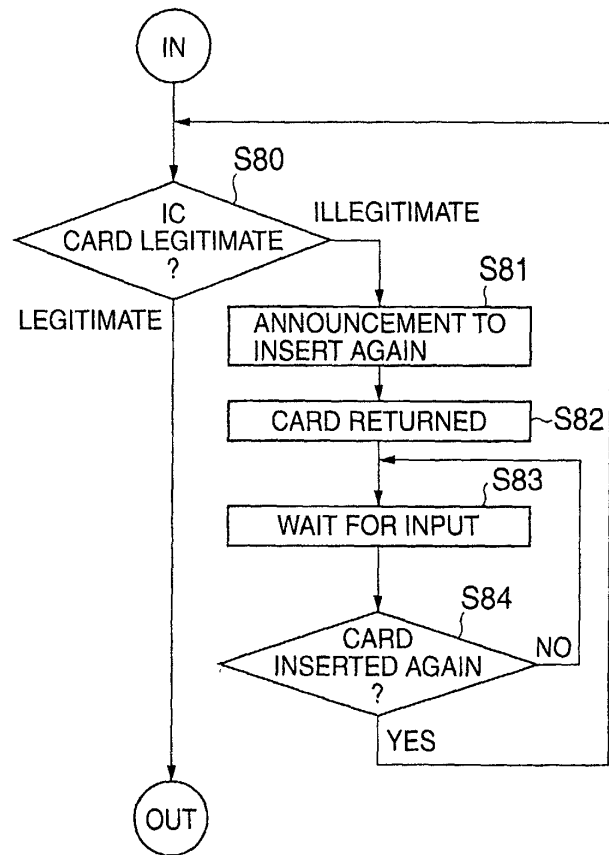 IN
S80
IC
CARD LEGITIMATE
?
ILLEGITIMATE
LEGITIMATE
S81
ANNOUNCEMENT TO
INSERT AGAIN
CARD RETURNED
S82
S83
WAIT FOR INPUT
S84
CARD
INSERTED AGAIN
?
NO
YES
OUT